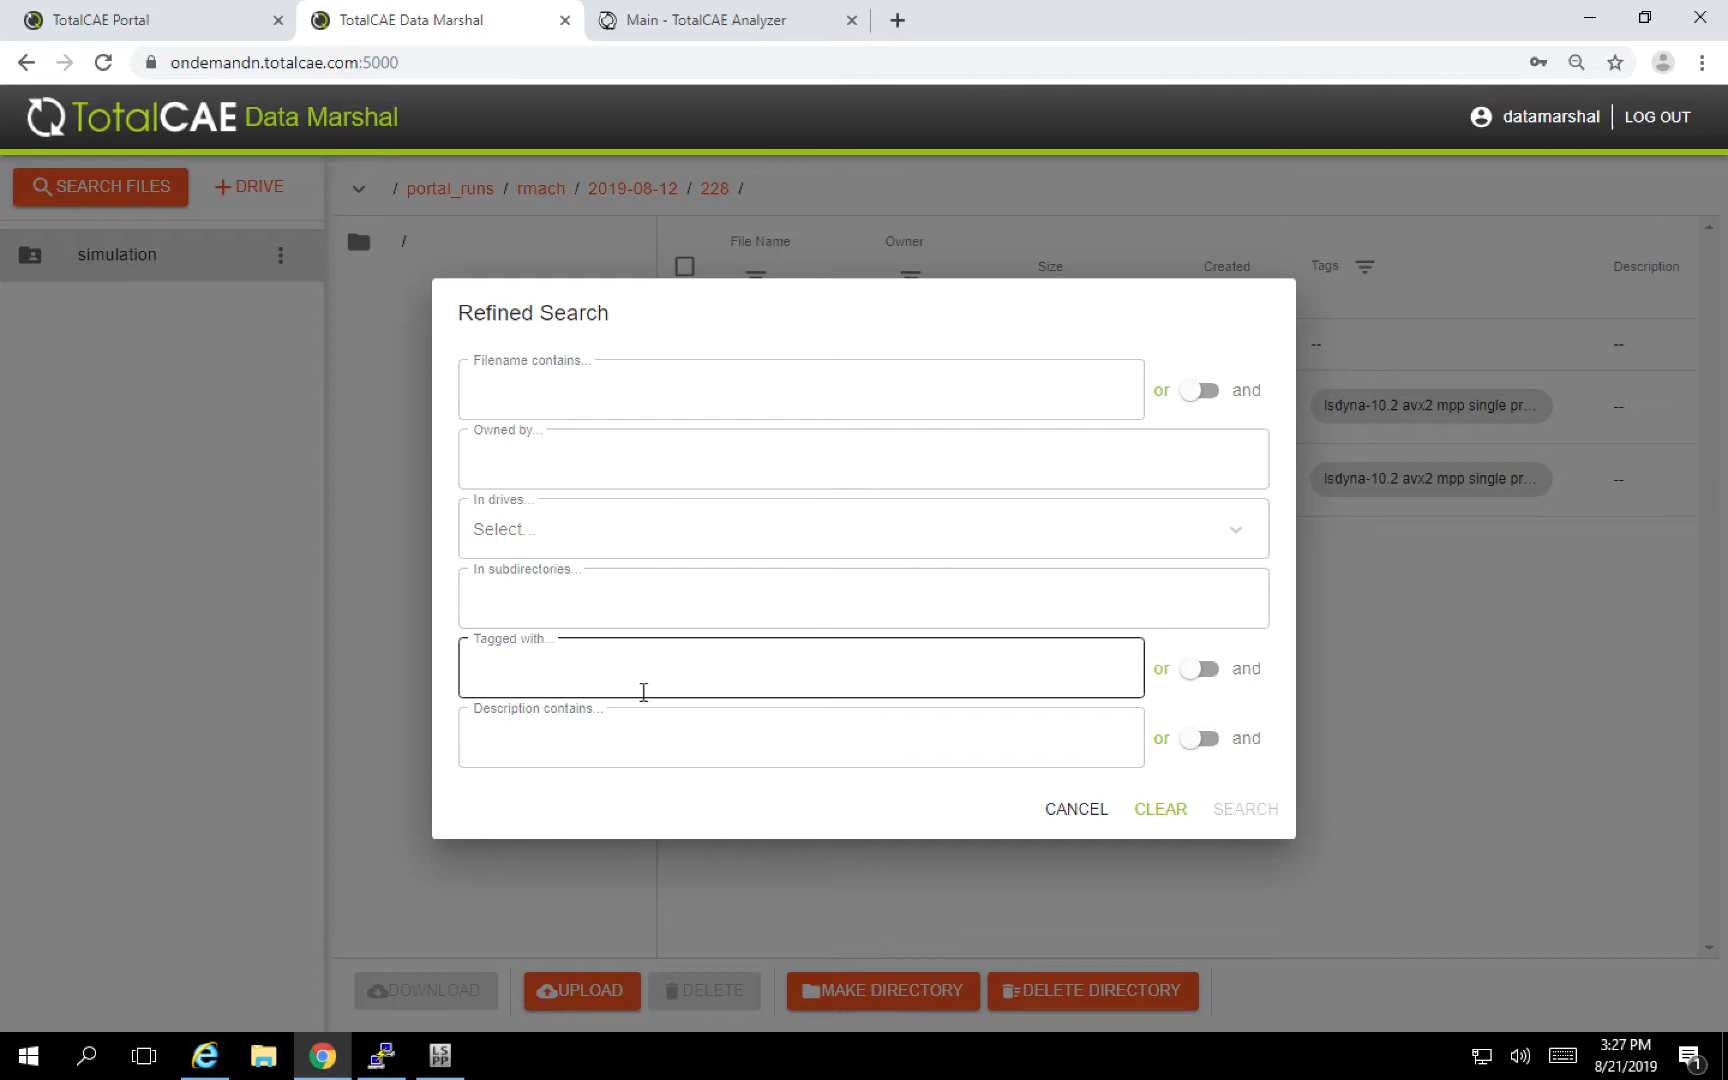 TotalCAE Portal
TotalCAE Data Marshal
Main - TotalCAE Analyzer
ondemandn.totalcae.com:5000
TotalCAE Data Marshal
datamarshal
LOG OUT
SEARCH FILES
DRIVE
/ portal_runs / rmach / 2019-08-12 / 228 /
simulation
/
File Name
Owner
Size
Created
Tags
Description
Refined Search
Filename contains...
or
and
Owned by...
In drives...
Select...
In subdirectories...
Tagged with...
or
and
Description contains...
or
and
CANCEL
CLEAR
SEARCH
--
--
lsdyna-10.2 avx2 mpp single pr...
--
lsdyna-10.2 avx2 mpp single pr...
--
DOWNLOAD
UPLOAD
DELETE
MAKE DIRECTORY
DELETE DIRECTORY
LS
PP
3:27 PM
8/21/2019
1